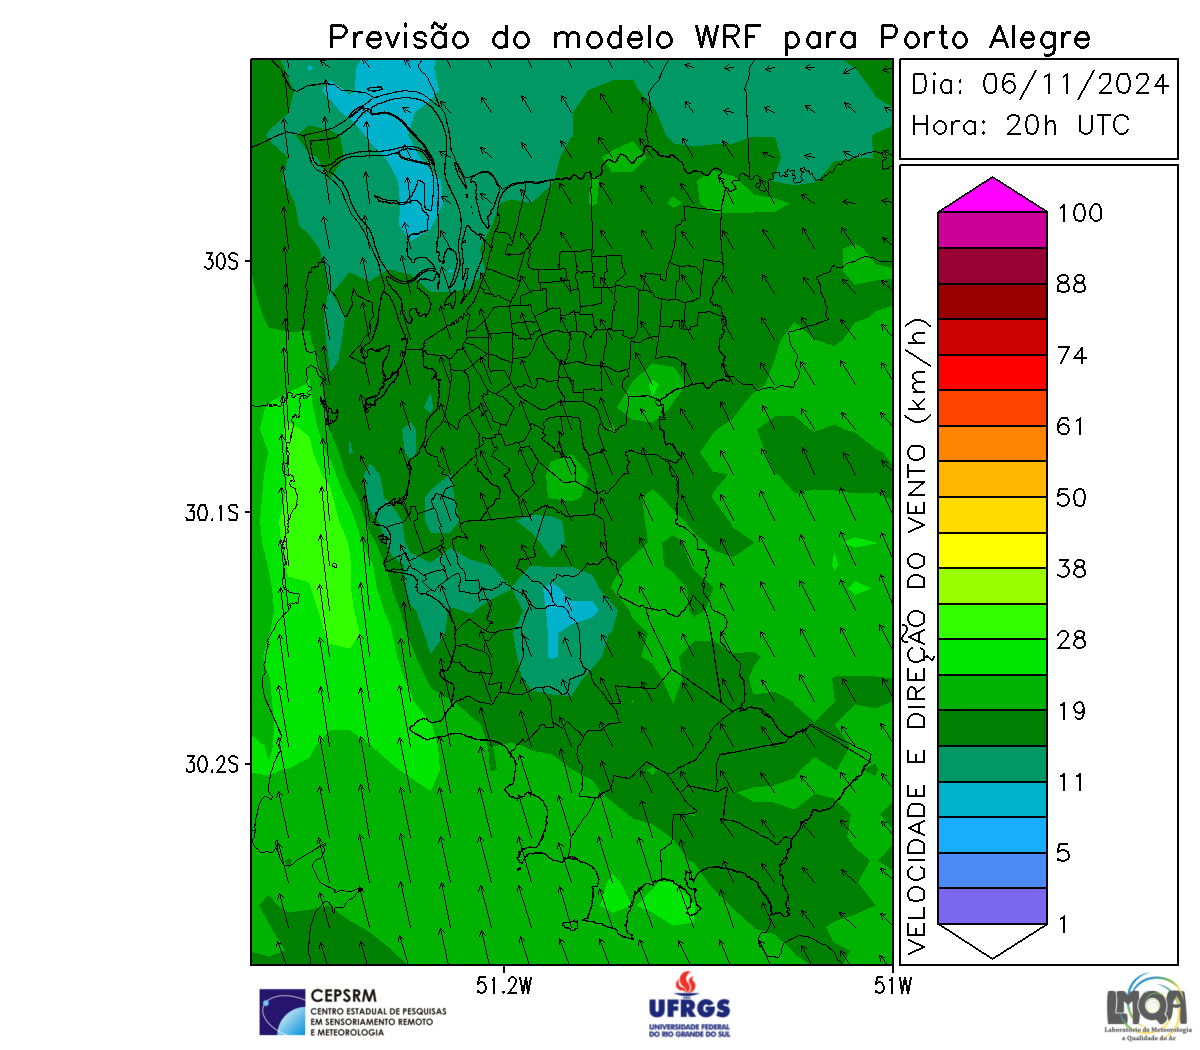 Previsão do modelo WRF para Porto Alegre
Dia: 06/11/2024
Hora: 20h UTC
100
88
74
61
50
38
28
19
11
5
1
VELOCIDADE E DIREÇÃO DO VENTO (km/h)
30S
30.1S
30.2S
51.2W
51W
CEPSRM
CENTRO ESTADUAL DE PESQUISAS
EM SENSORIAMENTO REMOTO
E METEOROLOGIA
UFRGS
UNIVERSIDADE FEDERAL
DO RIO GRANDE DO SUL
LMQA
Laboratório de Meteorologia
e Qualidade do Ar